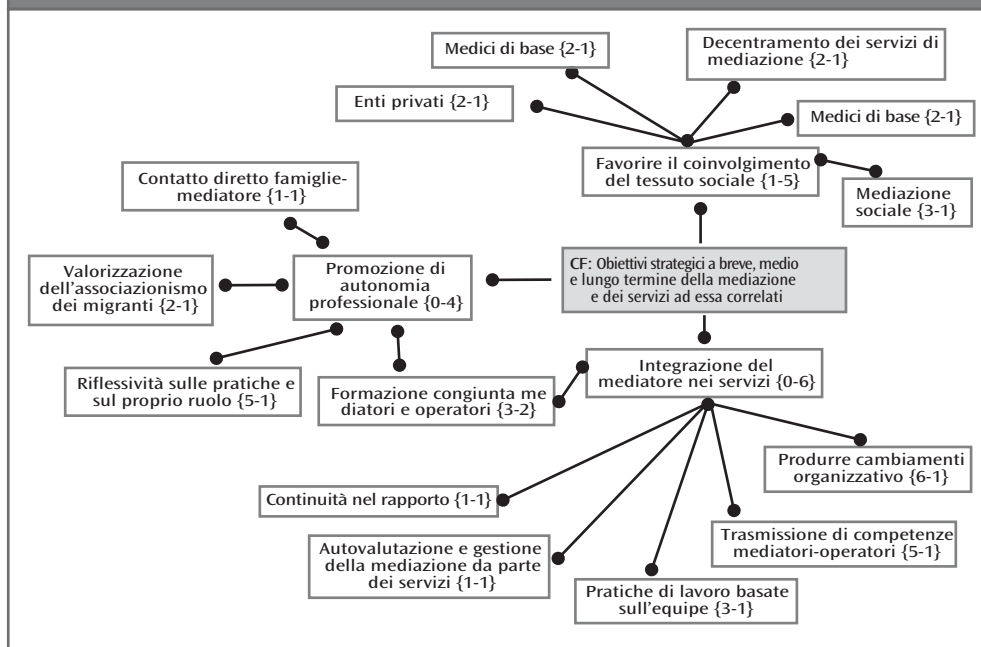 Medici di base {2-1}
Decentramento dei servizi di
mediazione {2-1}
Enti privati {2-1}
Medici di base {2-1}
Favorire il coinvolgimento
del tessuto sociale {1-5}
Mediazione
sociale {3-1}
Contatto diretto famiglie-
mediatore {1-1}
Valorizzazione
dell'associazionismo
dei migranti {2-1}
Promozione di
autonomia
professionale {0-4}
CF: Obiettivi strategici a breve, medio
e lungo termine della mediazione
e dei servizi ad essa correlati
Riflessività sulle pratiche e
sul proprio ruolo {5-1}
Formazione congiunta me
diatori e operatori {3-2}
Integrazione del
mediatore nei servizi {0-6}
Produrre cambiamenti
organizzativo {6-1}
Continuità nel rapporto {1-1}
Trasmissione di competenze
mediatori-operatori {5-1}
Autovalutazione e gestione
della mediazione da parte
dei servizi {1-1}
Pratiche di lavoro basate
sull'equipe {3-1}